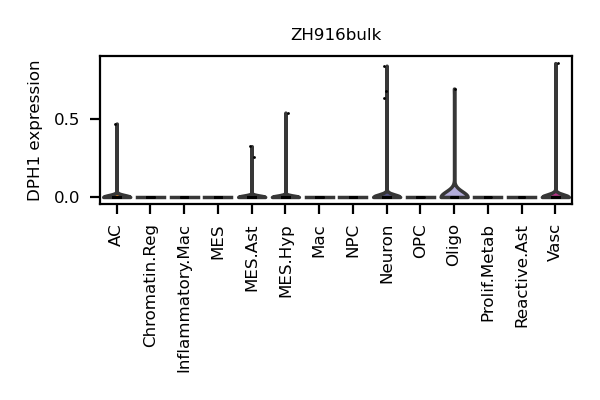 ZH916bulk
DPH1 expression
0.5
0.0
AC
Chromatin.Reg
Inflammatory.Mac
MES
MES.Ast
MES.Hyp
Mac
NPC
Neuron
OPC
Oligo
Prolif.Metab
Reactive.Ast
Vasc